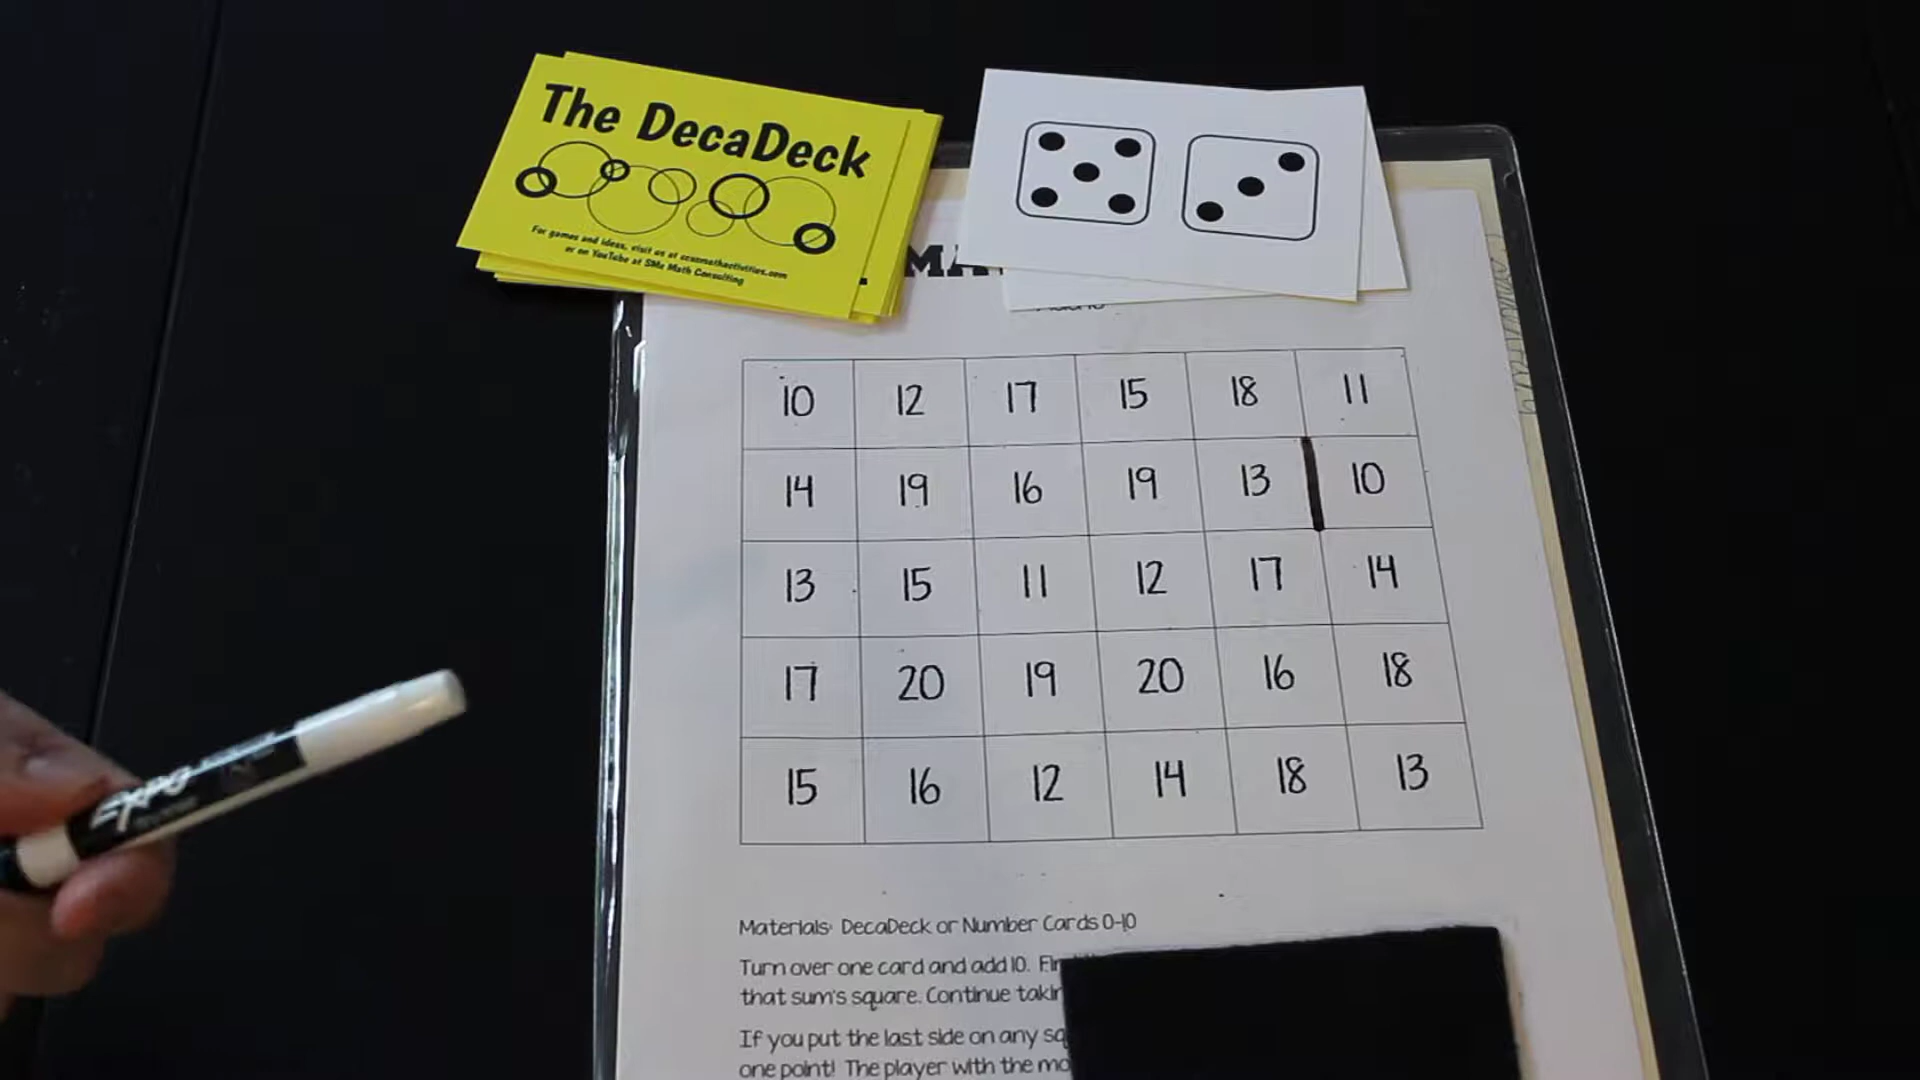 The DecaDeck
For games and ideas, visit us at ccssmathactivities.com
or on YouTube at SMc Math Consulting
10 12 17 15 18 11
14 19 16 19 13 10
13 15 11 12 17 14
17 20 19 20 16 18
15 16 12 14 18 13
EXPO
Materials: DecaDeck or Number Cards 0-10
Turn over one card and add 10.
that sum's square. Continue
If you put the last side on any
one point! The player with the